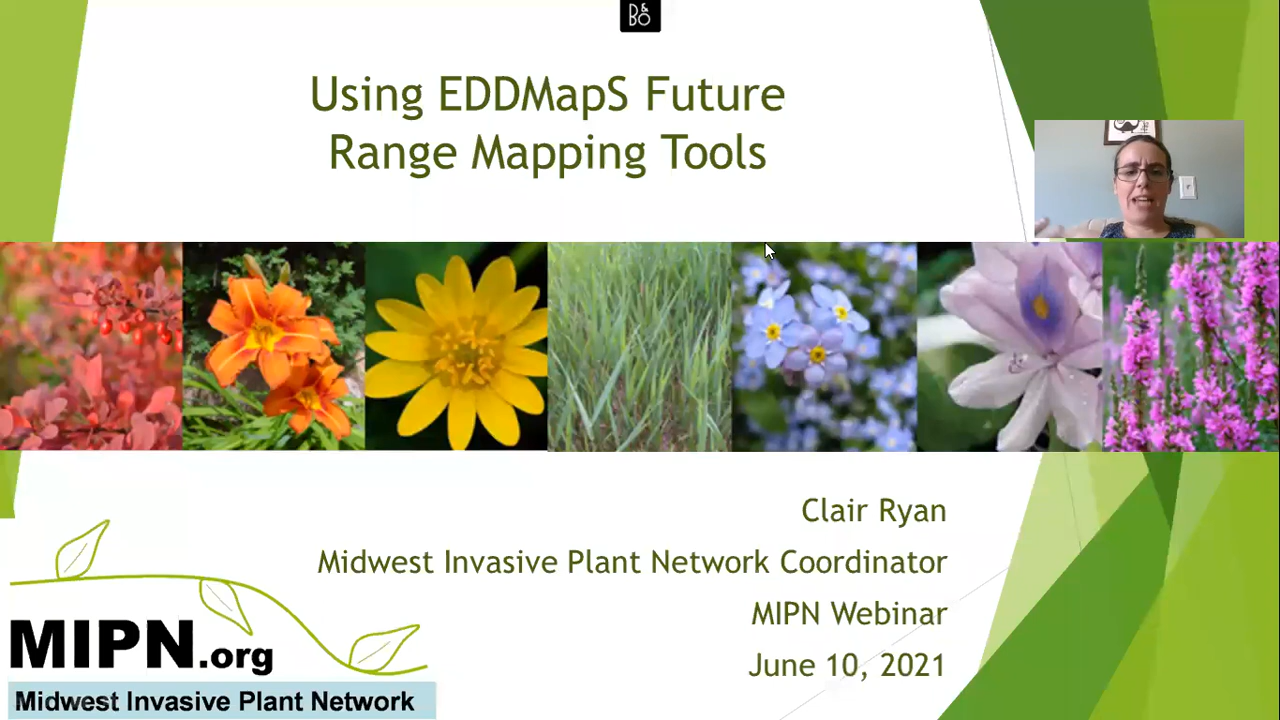 B&O
Using EDDMapS Future
Range Mapping Tools
Clair Ryan
Midwest Invasive Plant Network Coordinator
MIPN Webinar
June 10, 2021
MIPN.org
Midwest Invasive Plant Network